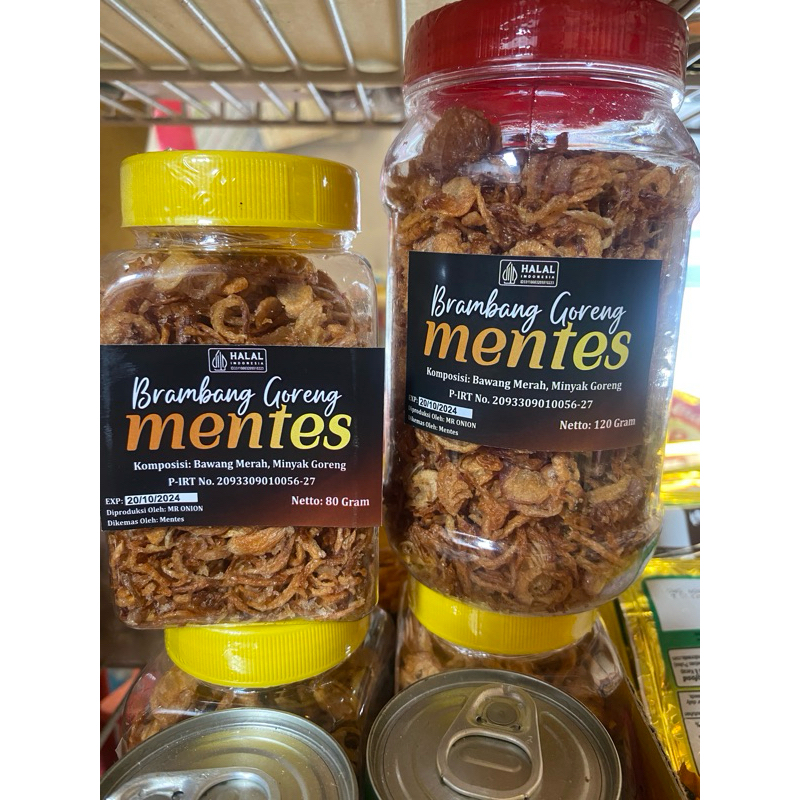 HALAL
INDONESIA
Brambang Goreng
mentes
Komposisi: Bawang Merah, Minyak Goreng
P-IRT No. 2093309010056-27
EXP: 20/10/2024
Diproduksi Oleh: MR ONION
Dikemas Oleh: Mentes
Netto: 80 Gram
HALAL
INDONESIA
Brambang Goreng
mentes
Komposisi: Bawang Merah, Minyak Goreng
P-IRT No. 2093309010056-27
EXP: 20/10/2024
Diproduksi Oleh: MR ONION
Dikemas Oleh: Mentes
Netto: 120 Gram